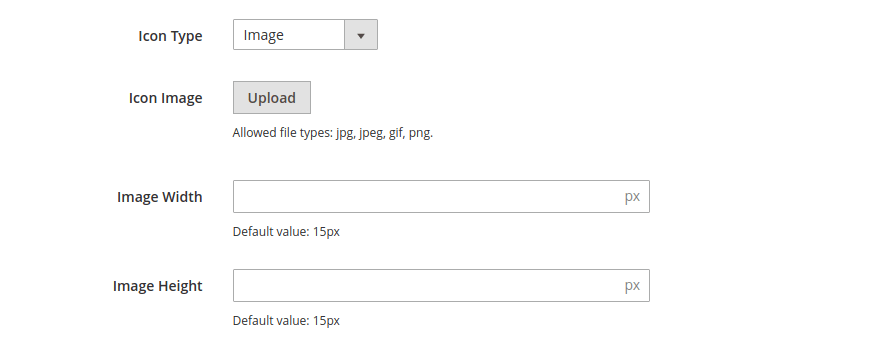 Icon Type Image
Icon Image Upload
Allowed file types: jpg, jpeg, gif, png.
Image Width px
Default value: 15px
Image Height px
Default value: 15px